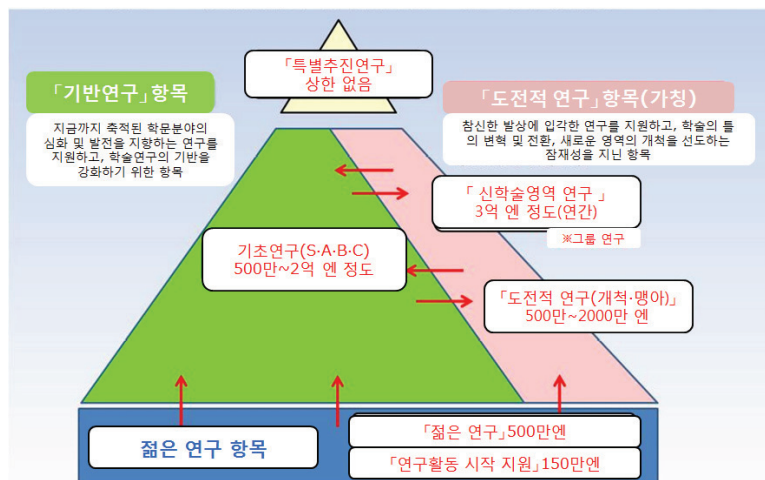 「특별추진연구」
상한 없음
「기반연구」항목
지금까지 축적된 학문분야의
심화 및 발전을 지향하는 연구를
지원하고, 학술연구의 기반을
강화하기 위한 항목
「도전적 연구」항목(가칭)
참신한 발상에 입각한 연구를 지원하고, 학술의 틀
의 변혁 및 전환, 새로운 영역의 개척을 선도하는
잠재성을 지닌 항목
「 신학술영역 연구 」
3억 엔 정도(연간)
※그룹 연구
기초연구(S·A·B·C)
500만~2억 엔 정도
「도전적 연구(개척·맹아)」
500만~2000만 엔
젊은 연구 항목
「젊은 연구」500만엔
「연구활동 시작 지원」150만엔